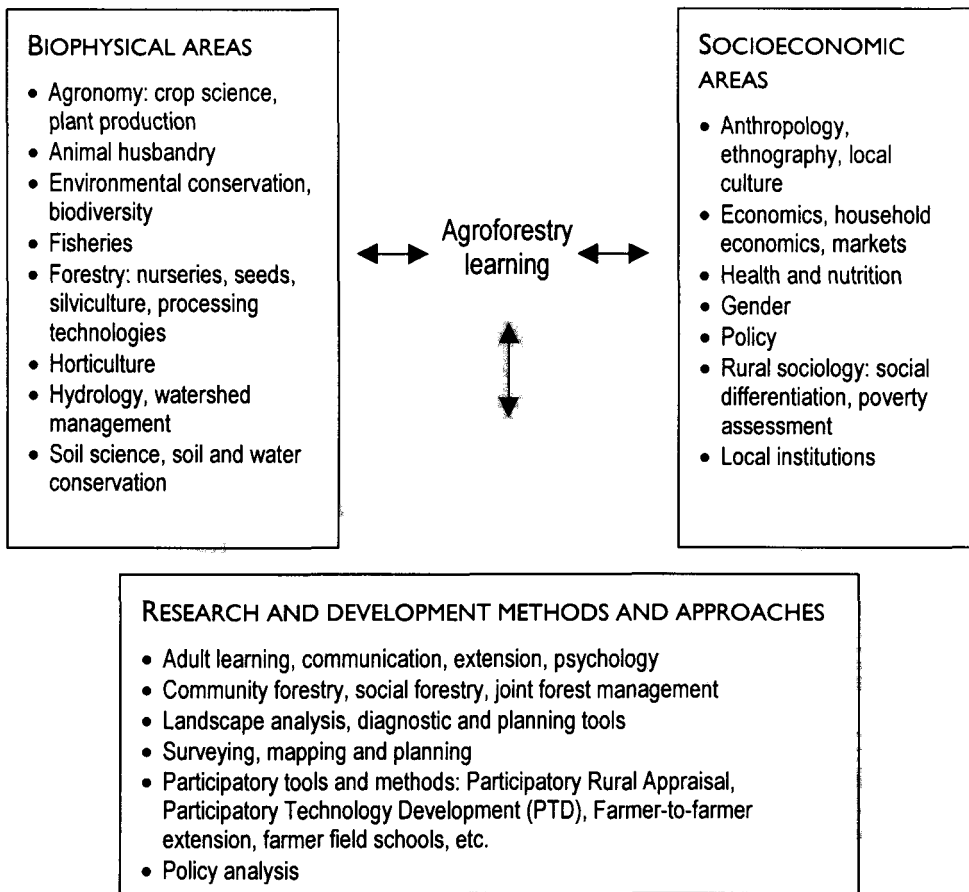 BIOPHYSICAL AREAS
• Agronomy: crop science,
plant production
• Animal husbandry
• Environmental conservation,
biodiversity
• Fisheries
• Forestry: nurseries, seeds,
silviculture, processing
technologies
• Horticulture
• Hydrology, watershed
management
• Soil science, soil and water
conservation
Agroforestry
learning
SOCIOECONOMIC
AREAS
• Anthropology,
ethnography, local
culture
• Economics, household
economics, markets
• Health and nutrition
• Gender
• Policy
• Rural sociology: social
differentiation, poverty
assessment
• Local institutions
RESEARCH AND DEVELOPMENT METHODS AND APPROACHES
• Adult learning, communication, extension, psychology
• Community forestry, social forestry, joint forest management
• Landscape analysis, diagnostic and planning tools
• Surveying, mapping and planning
• Participatory tools and methods: Participatory Rural Appraisal,
Participatory Technology Development (PTD), Farmer-to-farmer
extension, farmer field schools, etc.
• Policy analysis